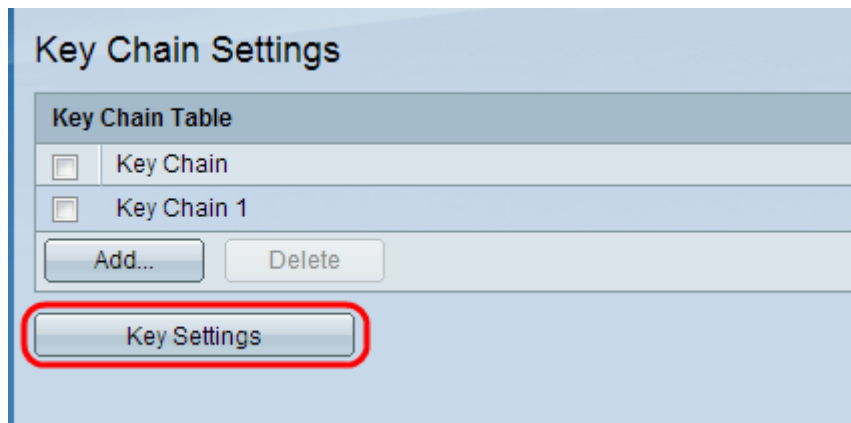 Key Chain Settings
Key Chain Table
Key Chain
Key Chain 1
Add... Delete
Key Settings